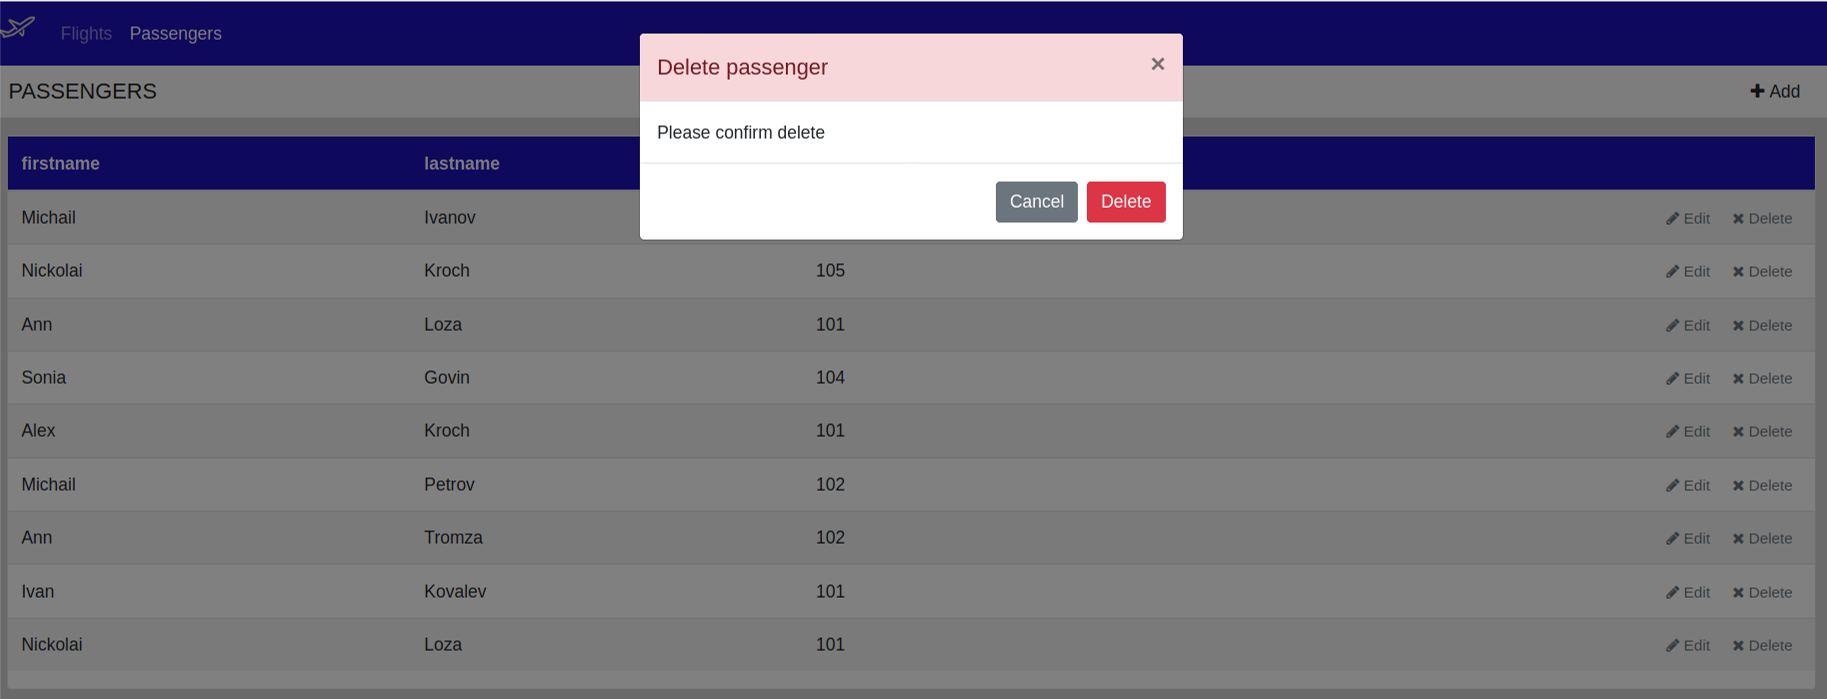 Flights Passengers
Delete passenger ×
PASSENGERS
Add
Please confirm delete
firstname lastname
Cancel Delete
Michail Ivanov Edit Delete
Nickolai Kroch 105 Edit Delete
Ann Loza 101 Edit Delete
Sonia Govin 104 Edit Delete
Alex Kroch 101 Edit Delete
Michail Petrov 102 Edit Delete
Ann Tromza 102 Edit Delete
Ivan Kovalev 101 Edit Delete
Nickolai Loza 101 Edit Delete